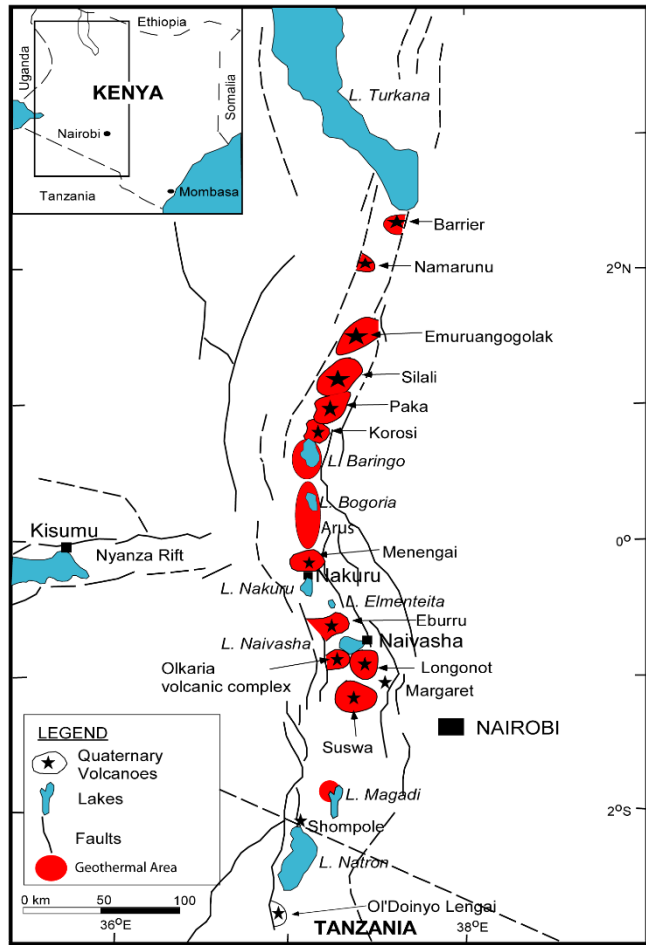 Ethiopia
Uganda
KENYA
Somalia
Nairobi
Tanzania
Mombasa
L. Turkana
Barrier
Namarunu
2°N
Emuruangogolak
Silali
Paka
Korosi
L. Baringo
L. Bogoria
Arus
Kisumu
Nyanza Rift
0°
Menengai
Nakuru
L. Nakuru
L. Elmenteita
Eburru
L. Naivasha
Naivasha
Olkaria
volcanic complex
Longonot
Margaret
NAIROBI
Suswa
LEGEND
Quaternary
Volcanoes
Lakes
Faults
Geothermal Area
0 km 50 100
L. Magadi
2°S
Shompole
L. Natron
Ol'Doinyo Lengai
36°E
TANZANIA
38°E